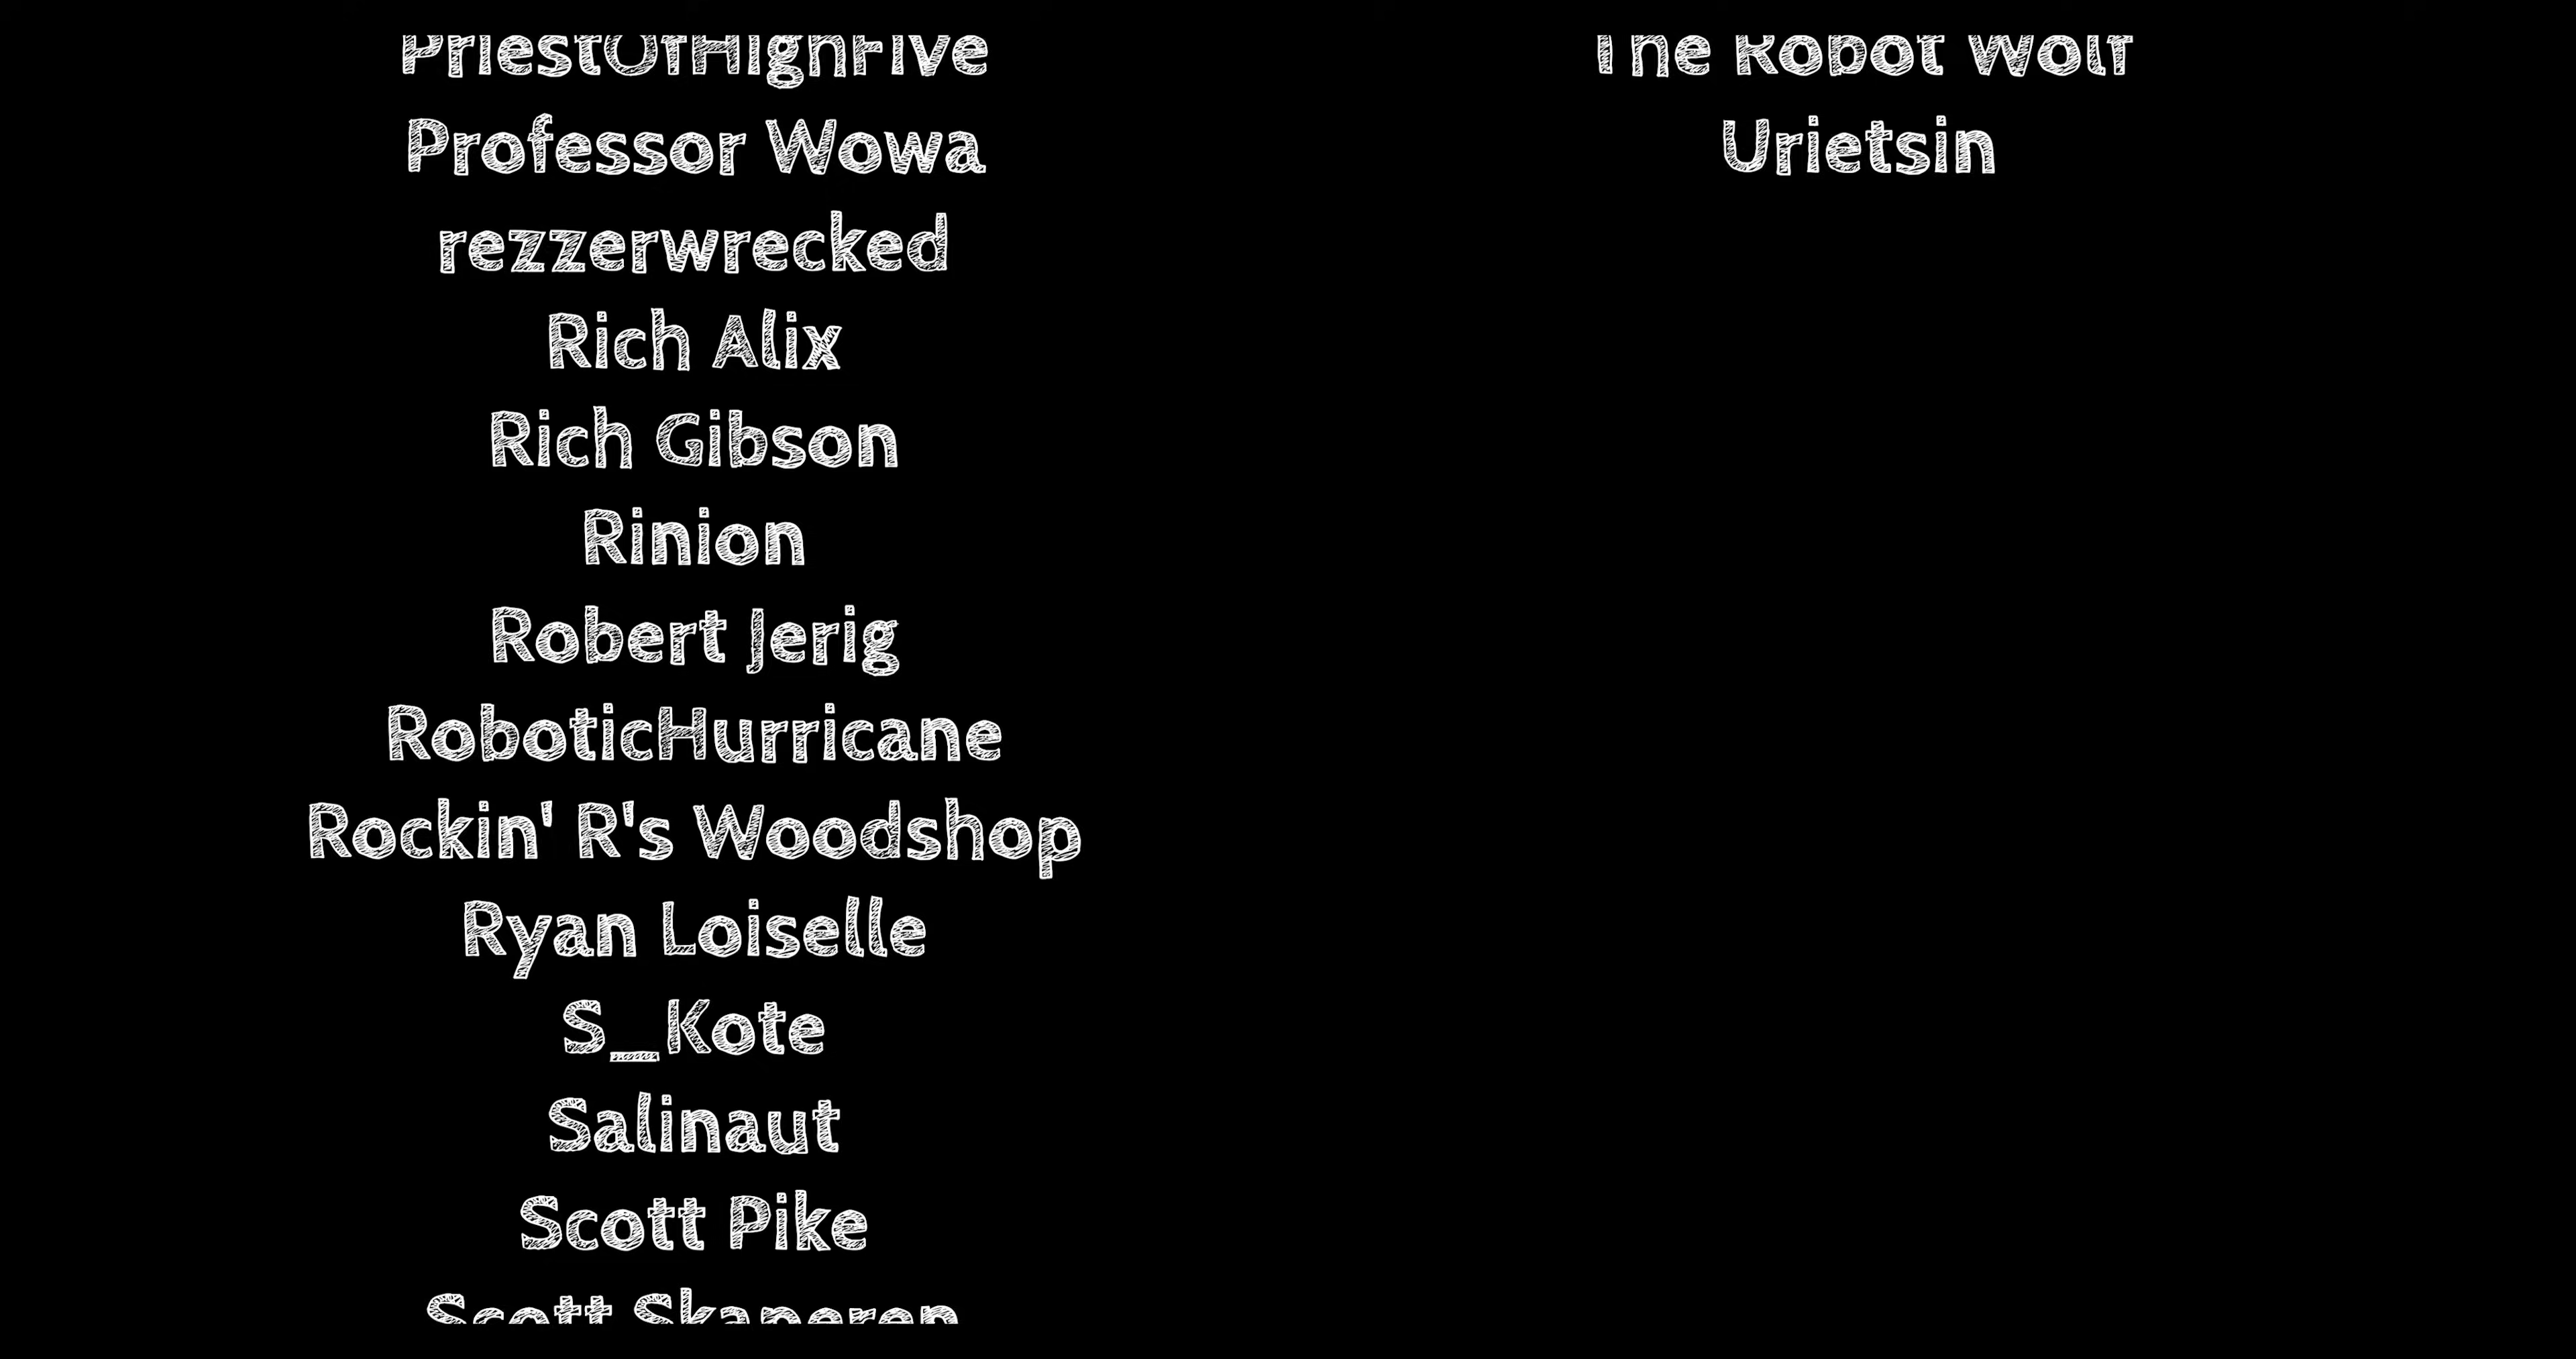 PriestOfHighFive
Professor Wowa
rezzerwrecked
Rich Alix
Rich Gibson
Rinion
Robert Jerig
RoboticHurricane
Rockin' R's Woodshop
Ryan Loiselle
S_Kote
Salinaut
Scott Pike
Scott
The Robot Wolf
Urietsin